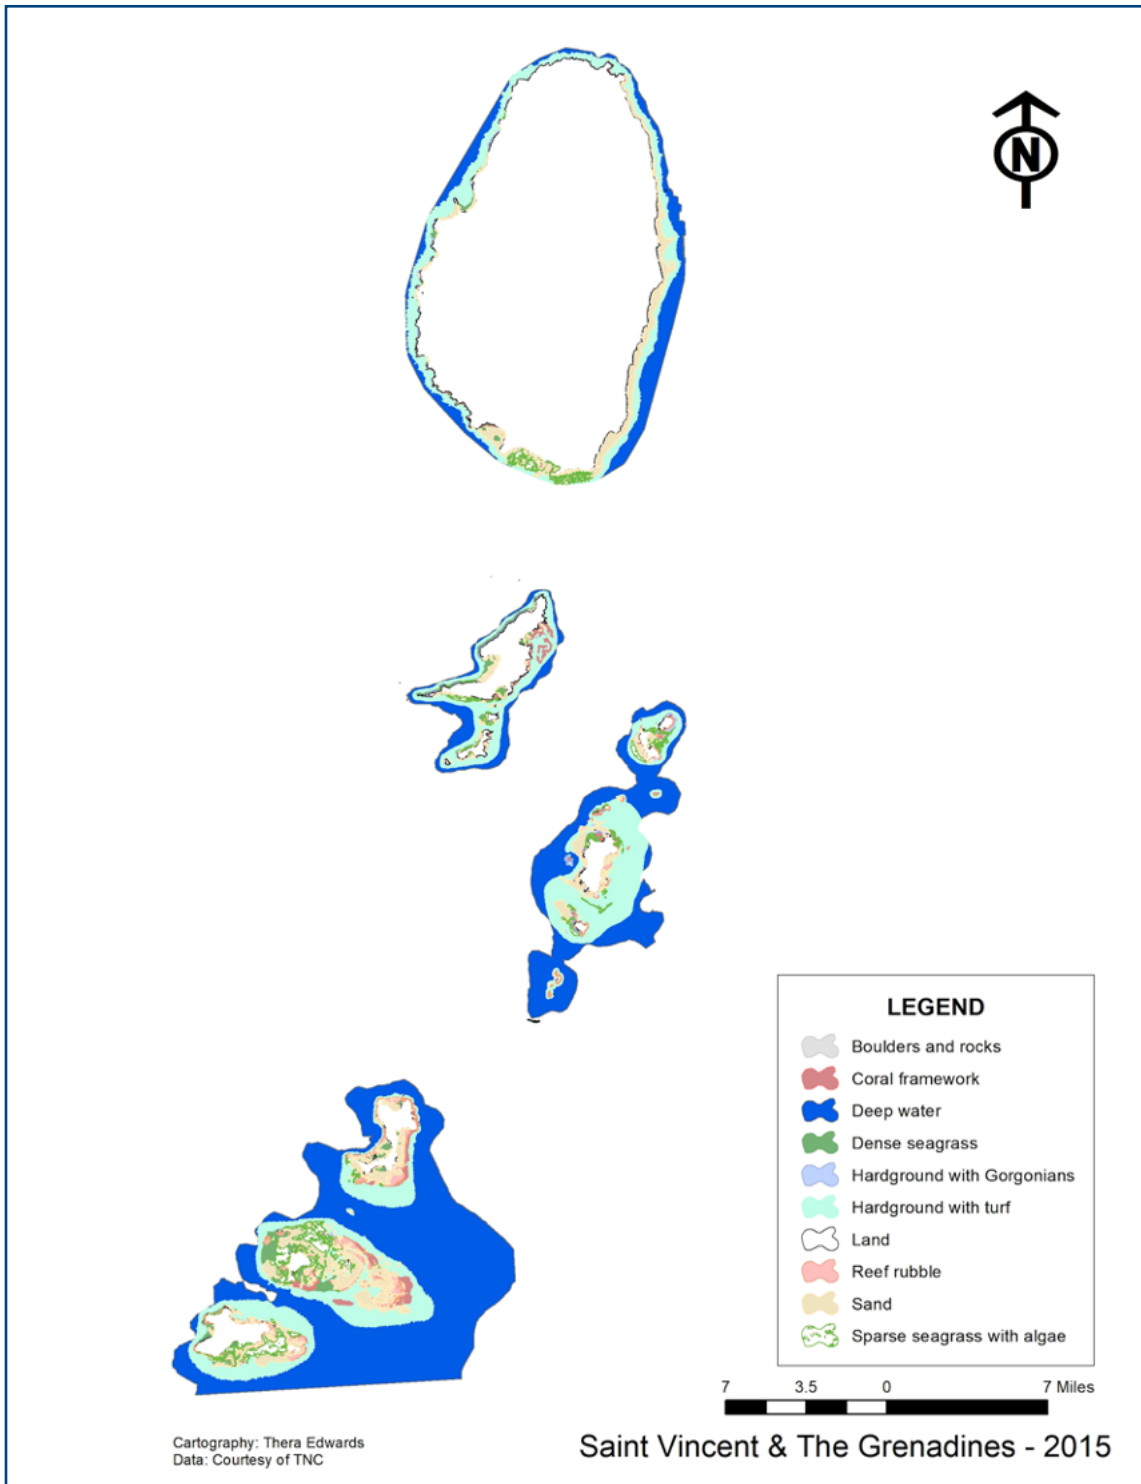 N
LEGEND
Boulders and rocks
Coral framework
Deep water
Dense seagrass
Hardground with Gorgonians
Hardground with turf
Land
Reef rubble
Sand
Sparse seagrass with algae
7 3.5 0 7 Miles
Cartography: Thera Edwards
Data: Courtesy of TNC
Saint Vincent & The Grenadines - 2015